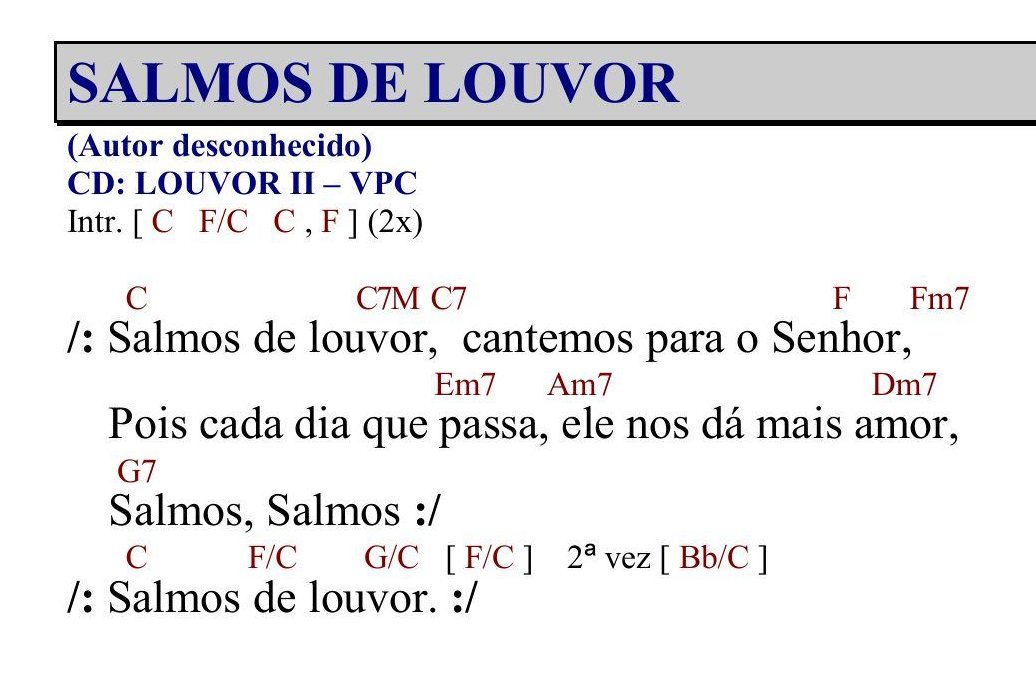 SALMOS DE LOUVOR
(Autor desconhecido)
CD: LOUVOR II – VPC
Intr. [ C F/C C , F ] (2x)
C C7M C7 F Fm7
/: Salmos de louvor, cantemos para o Senhor,
Em7 Am7 Dm7
Pois cada dia que passa, ele nos dá mais amor,
G7
Salmos, Salmos :/
C F/C G/C [ F/C ] 2ª vez [ Bb/C ]
/: Salmos de louvor. :/